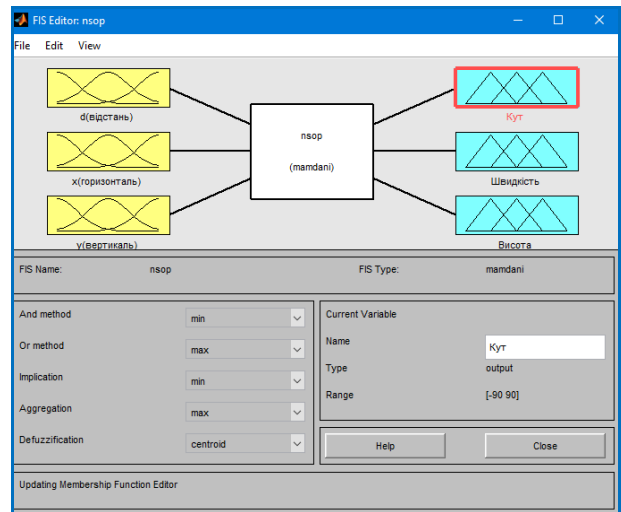 FIS Editor: nsop
File Edit View
d(відстань)
x(горизонталь)
y(вертикаль)
nsop
(mamdani)
Кут
Швидкість
Висота
FIS Name: nsop FIS Type: mamdani
And method min
Or method max
Implication min
Aggregation max
Defuzzification centroid
Current Variable
Name Кут
Type output
Range [-90 90]
Help Close
Updating Membership Function Editor